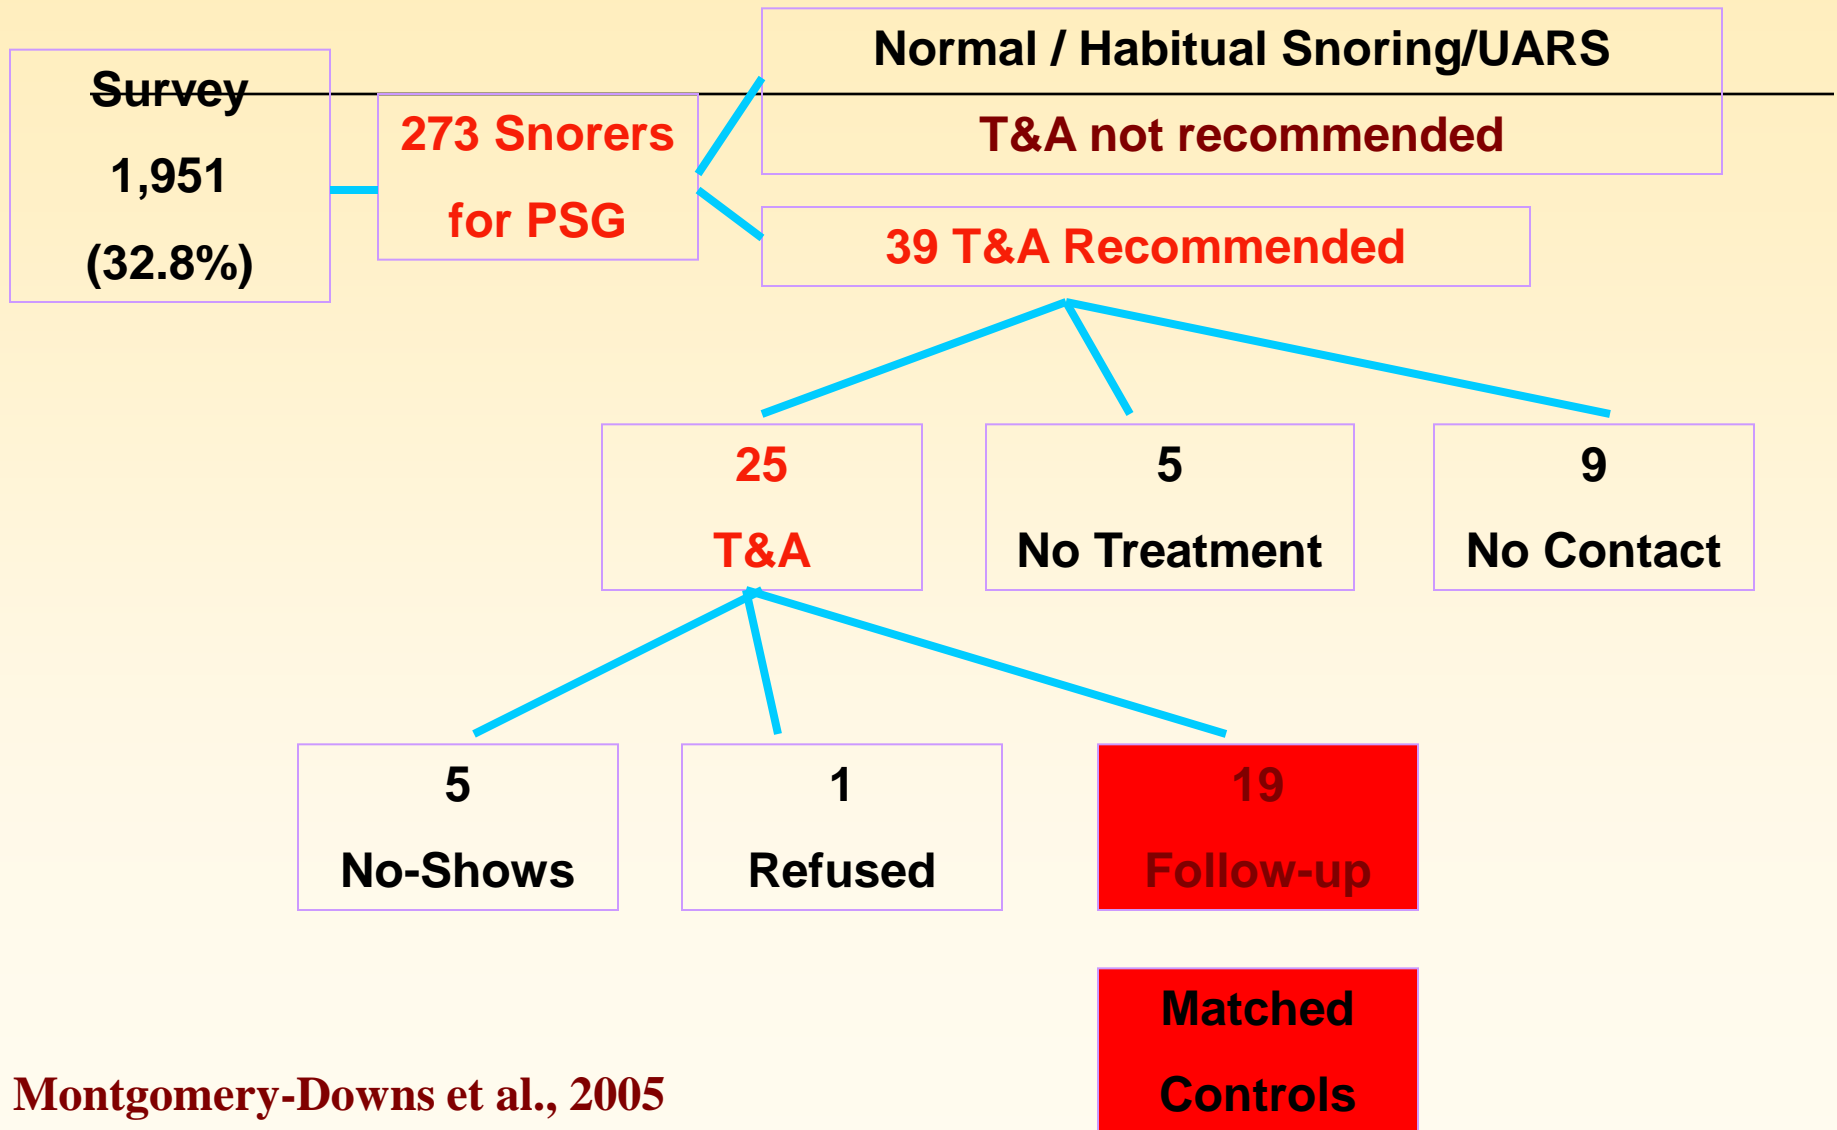 Survey
1,951
(32.8%)
273 Snorers
for PSG
Normal / Habitual Snoring/UARS
T&A not recommended
39 T&A Recommended
25
T&A
5
No Treatment
9
No Contact
5
No-Shows
1
Refused
19
Follow-up
Matched
Controls
Montgomery-Downs et al., 2005